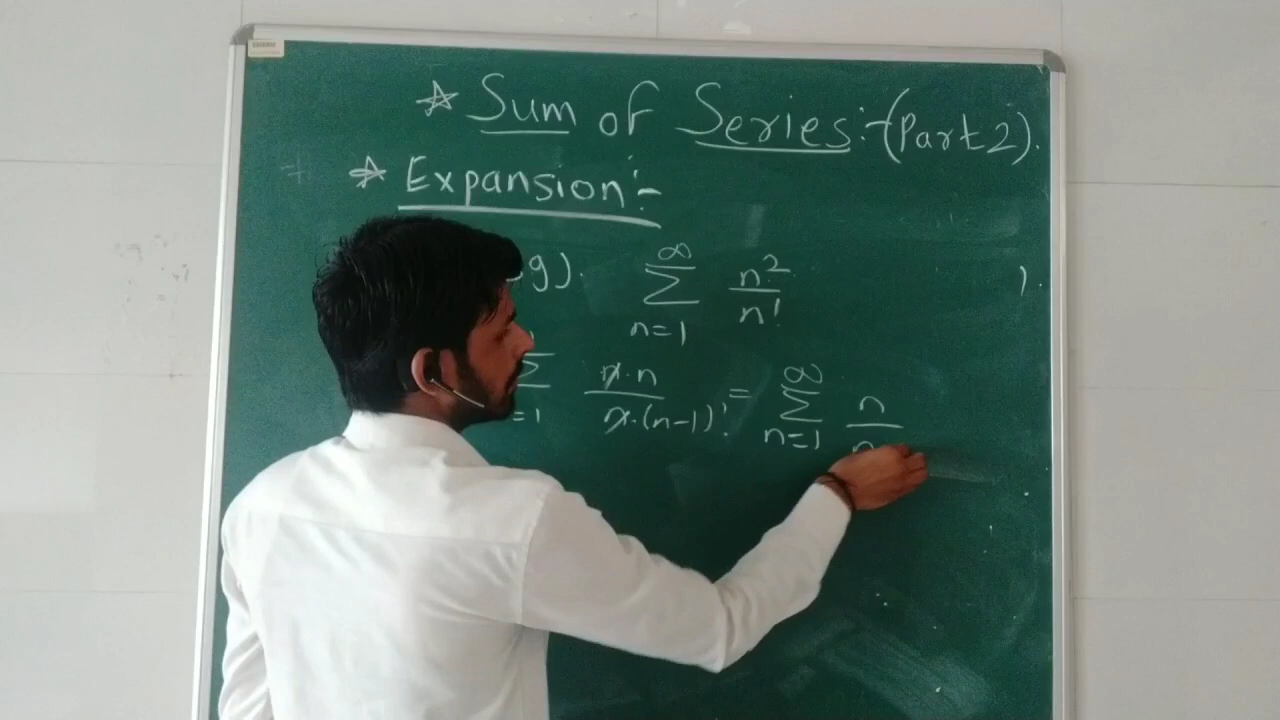 ☆ Sum of Series:-(Part 2).
☆ Expansion:-
g). ∞ ∑ n=1 n²/n! ).
∑ =1 n·n/n·(n-1)! = ∞ ∑ n=1 n/n